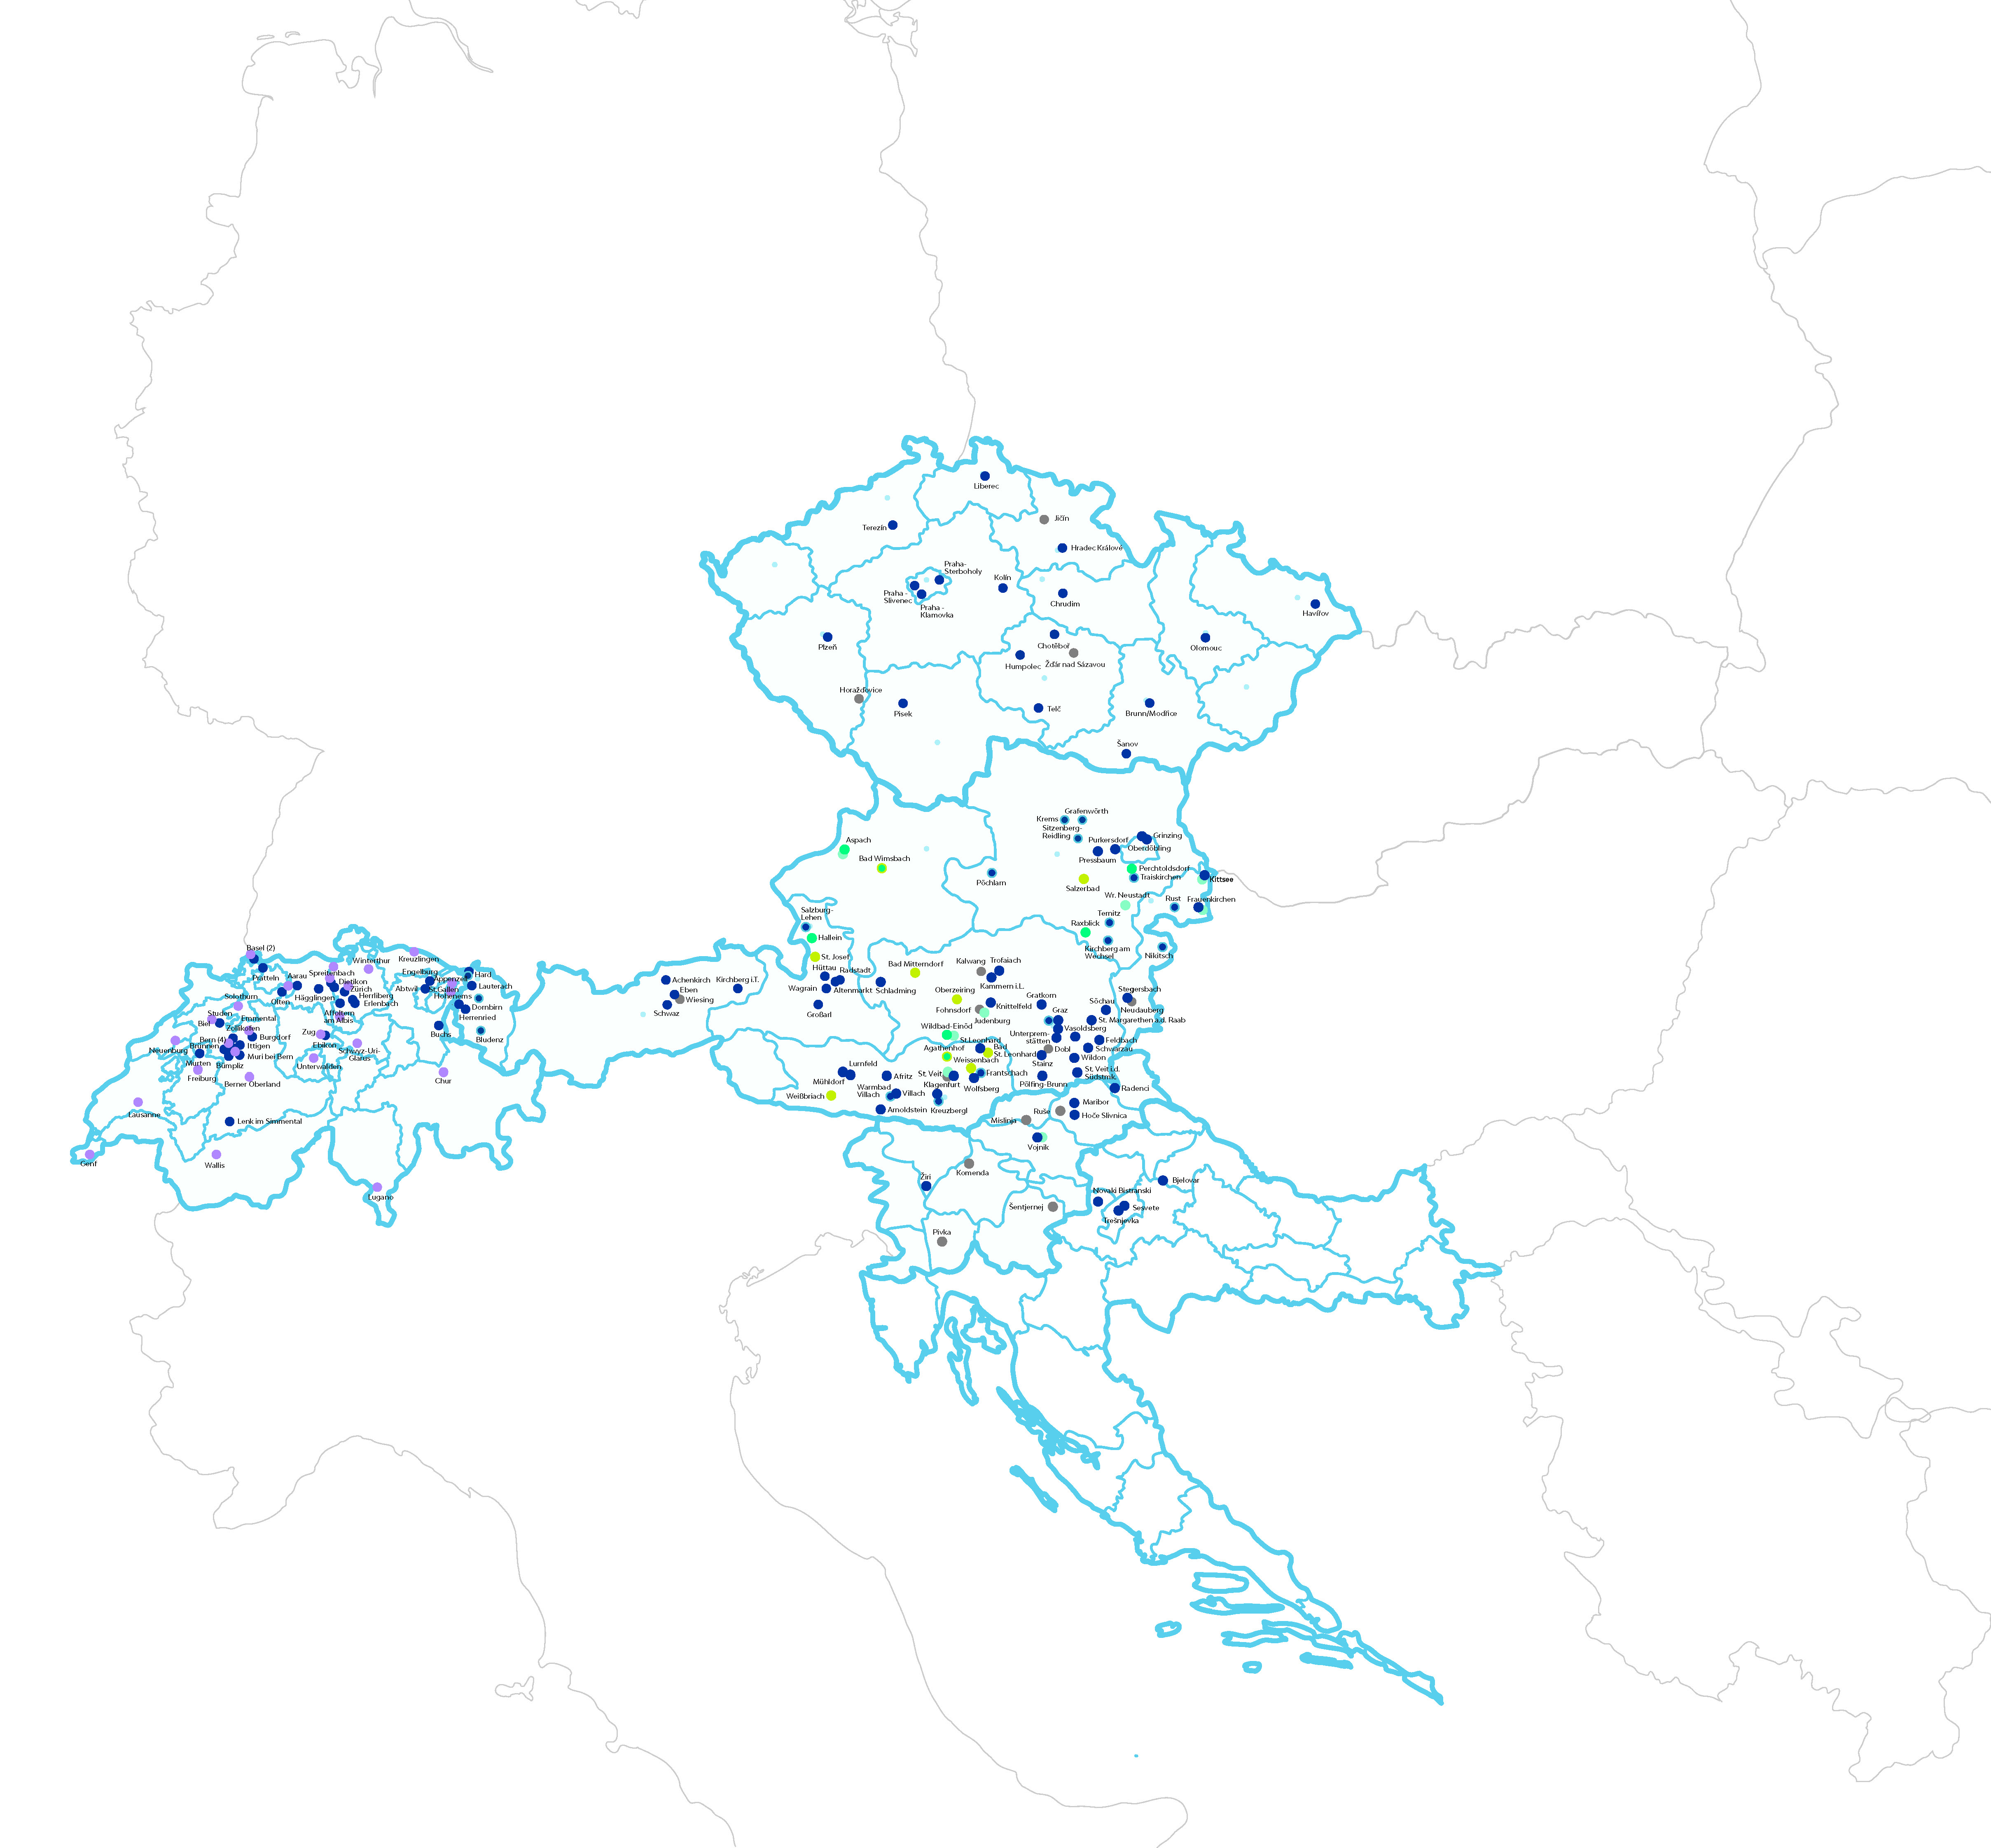 Liberec
Jičín
Terezín
Hradec Králové
Praha-
Sterboholy
Kolín
Praha -
Slivenec
Chrudim
Praha -
Klamovka
Havířov
Plzeň
Chotěboř
Olomouc
Humpolec
Žďár nad Sázavou
Horažďovice
Písek
Telč
Brunn/Modřice
Šanov
Grafenwörth
Krems
Sitzenberg-
Reidling
Purkersdorf
Grinzing
Oberdöbling
Pressbaum
Aspach
Bad Wimsbach
Perchtoldsdorf
Traiskirchen
Kittsee
Pöchlarn
Salzerbad
Wr. Neustadt
Rust
Frauenkirchen
Salzburg-
Lehen
Ternitz
Raxblick
Hallein
Kirchberg am
Wechsel
Nikitsch
St. Josef
Bad Mitterndorf
Kalvang
Trofaiach
Hüttau
Radstadt
Kammern i.L.
Altenmarkt
Schladming
Wagrain
Großarl
Oberzeiring
Gratkorn
Stegersbach
Söchau
Neudauberg
Knittelfeld
Fohnsdorf
Graz
Judenburg
St. Margarethen a.d. Raab
Wildbad-Einöd
Vasoldsberg
Unterprem-
stätten
Feldbach
St.Leonhard
Agathenhof
Bad
St. Leonhard
Dobl
Schwarzau
Weissenbach
Stainz
Wildon
Lurnfeld
St. Veit
Frantschach
St. Veit i.d.
Südstmk.
Mühldorf
Afritz
Pölfing-Brunn
Warmbad
Villach
Villach
Klagenfurt
Wolfsberg
Radenci
Weißbriach
Arnoldstein
Kreuzbergl
Maribor
Ruše
Hoče Slivnica
Mislinja
Vojnik
Komenda
Žiri
Bjelovar
Novaki Bistranski
Šentjernej
Sesvete
Trešnjevka
Pivka
Achenkirch
Kirchberg i.T.
Eben
Wiesing
Schwaz
Basel (2)
Pratteln
Kreuzlingen
Winterthur
Engelburg
Hard
Aarau
Spreitenbach
Appenzell
Dietikon
Lauterach
Abtwil
St.Gallen
Zürich
Solothurn
Olten
Hägglingen
Herrliberg
Hohenems
Erlenbach
Dornbirn
Studen
Affoltern
am Albis
Herrenried
Emmental
Biel
Zollikofen
Zug
Buchs
Bludenz
Bern (4)
Burgdorf
Ebikon
Neuenburg
Brünnen
Ittigen
Schwyz-Uri-
Glarus
Muri bei Bern
Murten
Bümpliz
Unterwalden
Freiburg
Berner Oberland
Chur
Lausanne
Lenk im Simmental
Genf
Wallis
Lugano